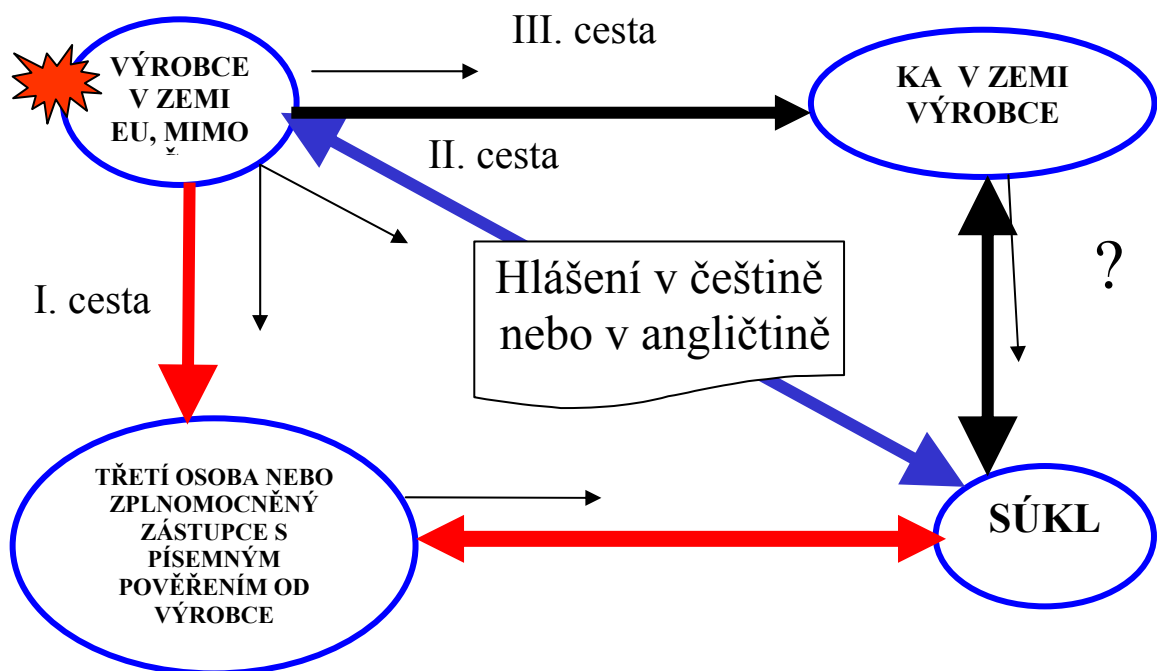 III. cesta
VÝROBCE
V ZEMI
EU, MIMO
KA V ZEMI
VÝROBCE
II. cesta
?
Hlášení v češtině
nebo v angličtině
I. cesta
TŘETÍ OSOBA NEBO
ZPLNOMOCNĚNÝ
ZÁSTUPCE S
PÍSEMNÝM
POVĚŘENÍM OD
VÝROBCE
SÚKL